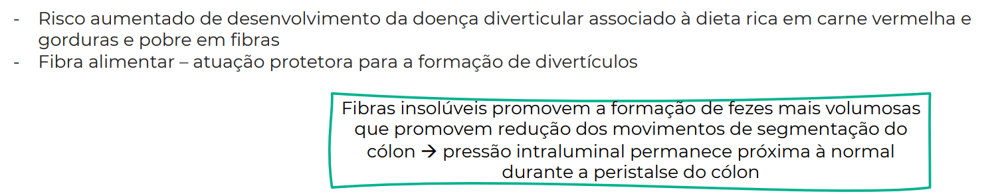 - Risco aumentado de desenvolvimento da doença diverticular associado à dieta rica em carne vermelha e
gorduras e pobre em fibras
- Fibra alimentar – atuação protetora para a formação de divertículos
Fibras insolúveis promovem a formação de fezes mais volumosas
que promovem redução dos movimentos de segmentação do
cólon → pressão intraluminal permanece próxima à normal
durante a peristalse do cólon